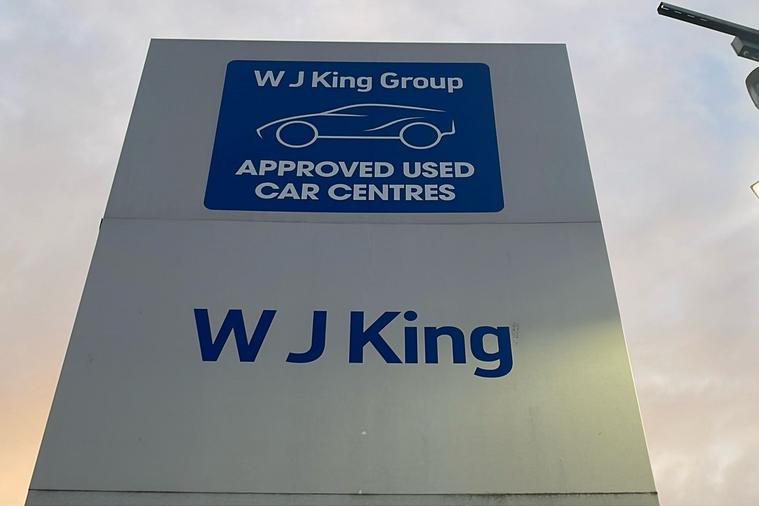 W J King Group
APPROVED USED
CAR CENTRES
W J King